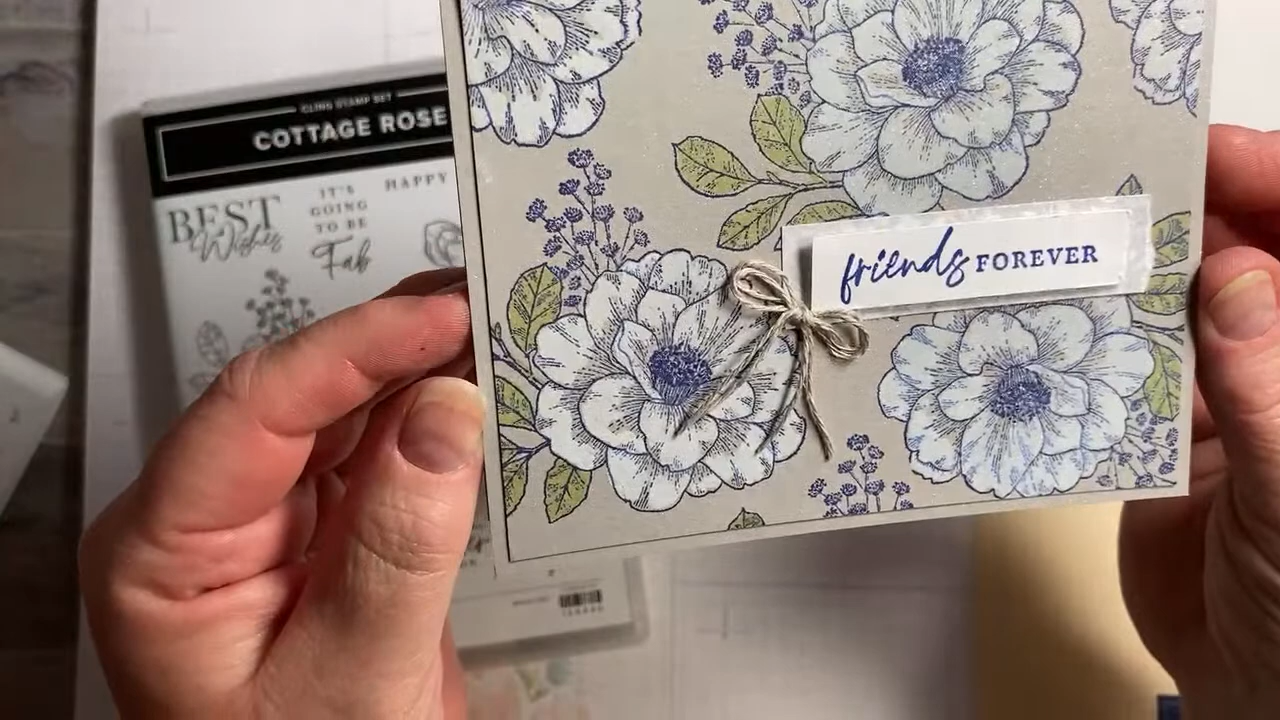 CLING STAMP SET
COTTAGE ROSE
BEST
Wishes
IT'S
GOING
TO BE
Fab
HAPPY
friends FOREVER